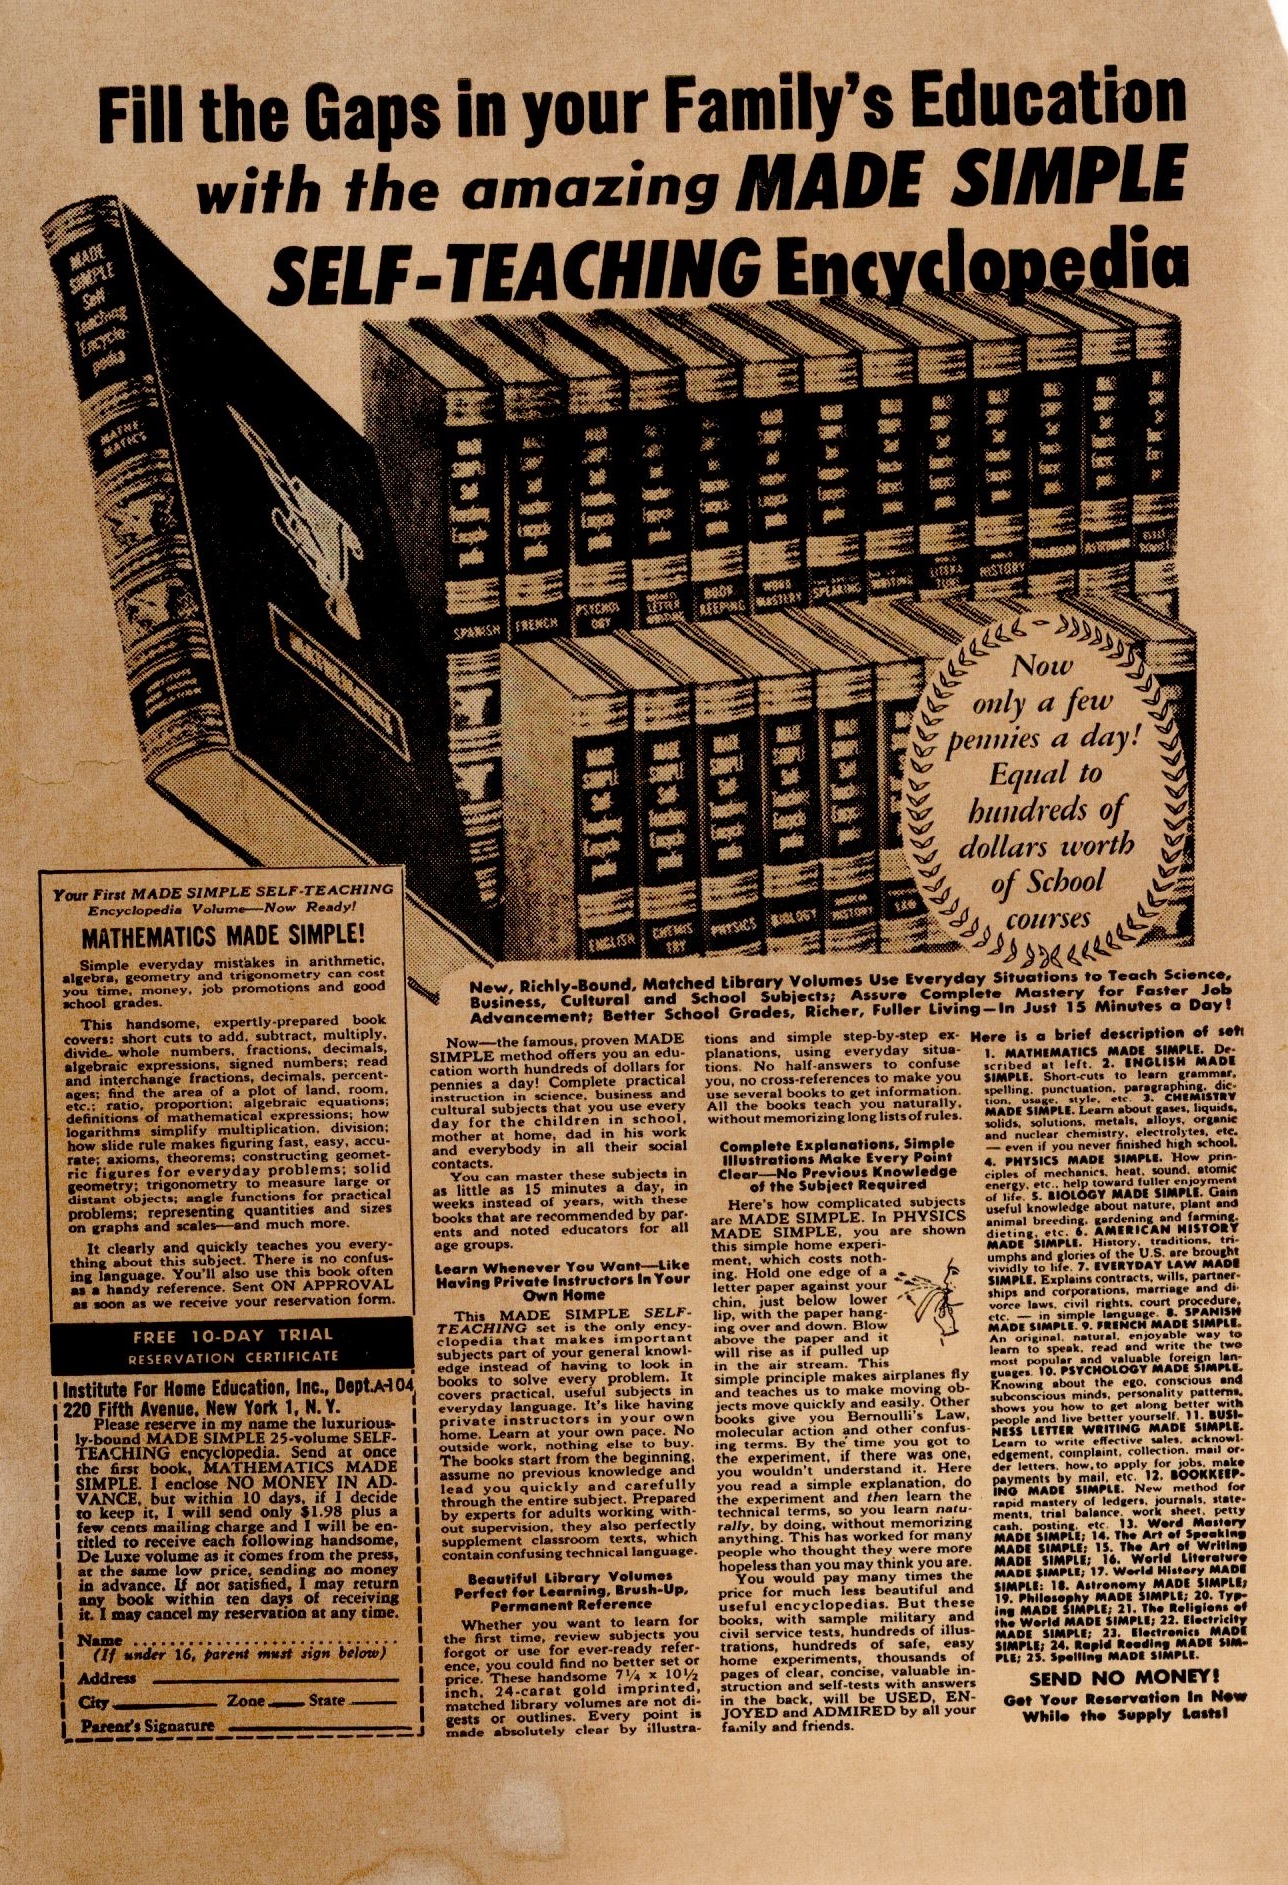 Fill the Gaps in your Family's Education
with the amazing MADE SIMPLE
SELF-TEACHING Encyclopedia
MADE
SIMPLE
Self
Teaching
Encyclo-
pedia
MATHE-
MATICS
SPANISH
FRENCH
PSYCHOL
OGY
BOOK
KEEPING
WORD
MASTERY
SPEAKING
LITERA
TURE
HISTORY
ENGLISH
CHEMIS
TRY
PHYSICS
BIOLOGY
HISTORY
LAW
Now
only a few
pennies a day!
Equal to
hundreds of
dollars worth
of School
courses
Your First MADE SIMPLE SELF-TEACHING
Encyclopedia Volume—Now Ready!
MATHEMATICS MADE SIMPLE!
Simple everyday mistakes in arithmetic,
algebra, geometry and trigonometry can cost
you time, money, job promotions and good
school grades.
This handsome, expertly-prepared book
covers: short cuts to add, subtract, multiply,
divide whole numbers, fractions, decimals,
algebraic expressions, signed numbers; read
and interchange fractions, decimals, percent-
ages; find the area of a plot of land, room,
etc.; ratio, proportion; algebraic equations;
definitions of mathematical expressions; how
logarithms simplify multiplication, division;
how slide rule makes figuring fast, easy, accu-
rate; axioms, theorems; constructing geomet-
ric figures for everyday problems; solid
geometry; trigonometry to measure large or
distant objects; angle functions for practical
problems; representing quantities and sizes
on graphs and scales—and much more.
It clearly and quickly teaches you every-
thing about this subject. There is no confus-
ing language. You'll also use this book often
as a handy reference. Sent ON APPROVAL
as soon as we receive your reservation form.
FREE 10-DAY TRIAL
RESERVATION CERTIFICATE
Institute For Home Education, Inc., Dept.A-104
220 Fifth Avenue, New York 1, N. Y.
Please reserve in my name the luxurious-
ly-bound MADE SIMPLE 25-volume SELF-
TEACHING encyclopedia. Send at once
the first book, MATHEMATICS MADE
SIMPLE. I enclose NO MONEY IN AD-
VANCE, but within 10 days, if I decide
to keep it, I will send only $1.98 plus a
few cents mailing charge and I will be en-
titled to receive each following handsome,
De Luxe volume as it comes from the press,
at the same low price, sending no money
in advance. If not satisfied, I may return
any book within ten days of receiving
it. I may cancel my reservation at any time.
Name
(If under 16, parent must sign below)
Address
City Zone State
Parent's Signature
New, Richly-Bound, Matched Library Volumes Use Everyday Situations to Teach Science,
Business, Cultural and School Subjects; Assure Complete Mastery for Faster Job
Advancement; Better School Grades, Richer, Fuller Living—In Just 15 Minutes a Day!
Now—the famous, proven MADE
SIMPLE method offers you an edu-
cation worth hundreds of dollars for
pennies a day! Complete practical
instruction in science, business and
cultural subjects that you use every
day for the children in school,
mother at home, dad in his work
and everybody in all their social
contacts.
You can master these subjects in
as little as 15 minutes a day, in
weeks instead of years, with these
books that are recommended by par-
ents and noted educators for all
age groups.
Learn Whenever You Want—Like
Having Private Instructors In Your
Own Home
This MADE SIMPLE SELF-
TEACHING set is the only ency-
clopedia that makes important
subjects part of your general knowl-
edge instead of having to look in
books to solve every problem. It
covers practical, useful subjects in
everyday language. It's like having
private instructors in your own
home. Learn at your own pace. No
outside work, nothing else to buy.
The books start from the beginning,
assume no previous knowledge and
lead you quickly and carefully
through the entire subject. Prepared
by experts for adults working with-
out supervision, they also perfectly
supplement classroom texts, which
contain confusing technical language.
Beautiful Library Volumes
Perfect for Learning, Brush-Up,
Permanent Reference
Whether you want to learn for
the first time, review subjects you
forgot or use for ever-ready refer-
ence, you could find no better set or
price. These handsome 7¼ x 10½
inch, 24-carat gold imprinted,
matched library volumes are not di-
gests or outlines. Every point is
made absolutely clear by illustra-
tions and simple step-by-step ex-
planations, using everyday situa-
tions. No half-answers to confuse
you, no cross-references to make you
use several books to get information.
All the books teach you naturally,
without memorizing long lists of rules.
Complete Explanations, Simple
Illustrations Make Every Point
Clear—No Previous Knowledge
of the Subject Required
Here's how complicated subjects
are MADE SIMPLE. In PHYSICS
MADE SIMPLE, you are shown
this simple home experi-
ment, which costs noth-
ing. Hold one edge of a
letter paper against your
chin, just below lower
lip, with the paper hang-
ing over and down. Blow
above the paper and it
will rise as if pulled up
in the air stream. This
simple principle makes airplanes fly
and teaches us to make moving ob-
jects move quickly and easily. Other
books give you Bernoulli's Law,
molecular action and other confus-
ing terms. By the time you got to
the experiment, if there was one,
you wouldn't understand it. Here
you read a simple explanation, do
the experiment and then learn the
technical terms, so you learn natu-
rally, by doing, without memorizing
anything. This has worked for many
people who thought they were more
hopeless than you may think you are.
You would pay many times the
price for much less beautiful and
useful encyclopedias. But these
books, with sample military and
civil service tests, hundreds of illus-
trations, hundreds of safe, easy
home experiments, thousands of
pages of clear, concise, valuable in-
struction and self-tests with answers
in the back, will be USED, EN-
JOYED and ADMIRED by all your
family and friends.
Here is a brief description of set:
1. MATHEMATICS MADE SIMPLE. De-
scribed at left. 2. ENGLISH MADE
SIMPLE. Short-cuts to learn grammar,
spelling, punctuation, paragraphing, dic-
tion, usage, style, etc. 3. CHEMISTRY
MADE SIMPLE. Learn about gases, liquids,
solids, solutions, metals, alloys, organic
and nuclear chemistry, electrolytes, etc.
— even if you never finished high school.
4. PHYSICS MADE SIMPLE. How prin-
ciples of mechanics, heat, sound, atomic
energy, etc., help toward fuller enjoyment
of life. 5. BIOLOGY MADE SIMPLE. Gain
useful knowledge about nature, plant and
animal breeding, gardening and farming,
dieting, etc. 6. AMERICAN HISTORY
MADE SIMPLE. History, traditions, tri-
umphs and glories of the U.S. are brought
vividly to life. 7. EVERYDAY LAW MADE
SIMPLE. Explains contracts, wills, partner-
ships and corporations, marriage and di-
vorce laws, civil rights, court procedure,
etc. — in simple language. 8. SPANISH
MADE SIMPLE. 9. FRENCH MADE SIMPLE.
An original, natural, enjoyable way to
learn to speak, read and write the two
most popular and valuable foreign lan-
guages. 10. PSYCHOLOGY MADE SIMPLE.
Knowing about the ego, conscious and
subconscious minds, personality patterns,
shows you how to get along better with
people and live better yourself. 11. BUSI-
NESS LETTER WRITING MADE SIMPLE.
Learn to write effective sales, acknowl-
edgement, complaint, collection, mail or-
der letters, how to apply for jobs, make
payments by mail, etc. 12. BOOKKEEP-
ING MADE SIMPLE. New method for
rapid mastery of ledgers, journals, state-
ments, trial balance, work sheet, petty
cash, posting, etc. 13. Word Mastery
MADE SIMPLE; 14. The Art of Speaking
MADE SIMPLE; 15. The Art of Writing
MADE SIMPLE; 16. World Literature
MADE SIMPLE; 17. World History MADE
SIMPLE; 18. Astronomy MADE SIMPLE;
19. Philosophy MADE SIMPLE; 20. Typ-
ing MADE SIMPLE; 21. The Religions of
the World MADE SIMPLE; 22. Electricity
MADE SIMPLE; 23. Electronics MADE
SIMPLE; 24. Rapid Reading MADE SIM-
PLE; 25. Spelling MADE SIMPLE.
SEND NO MONEY!
Get Your Reservation In Now
While the Supply Lasts!